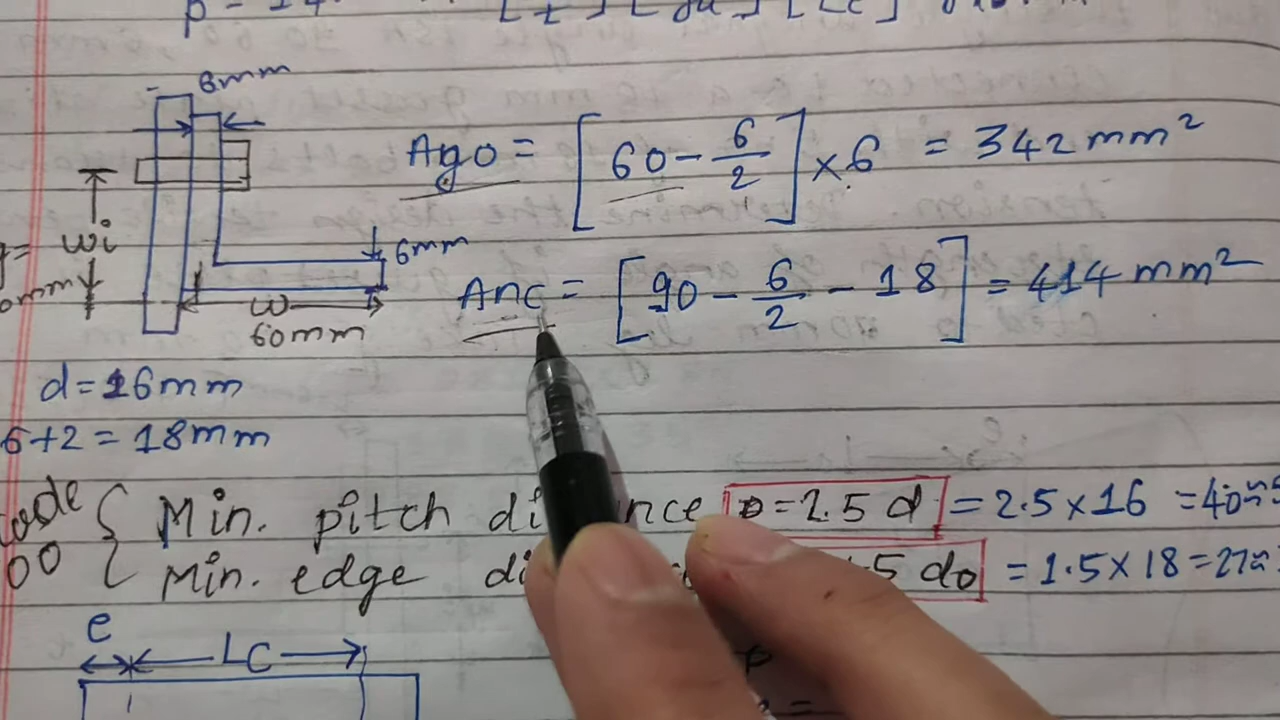 6mm
Ago = [60 - 6/2] × 6 = 342 mm²
wi
6mm
Anc = [90 - 6/2 - 18] = 414 mm²
w
60mm
d = 16mm
6+2 = 18mm
Min. pitch di nce p = 2.5 d = 2.5 × 16 = 40
Min. edge di 5 do = 1.5 × 18 = 27
e
LC